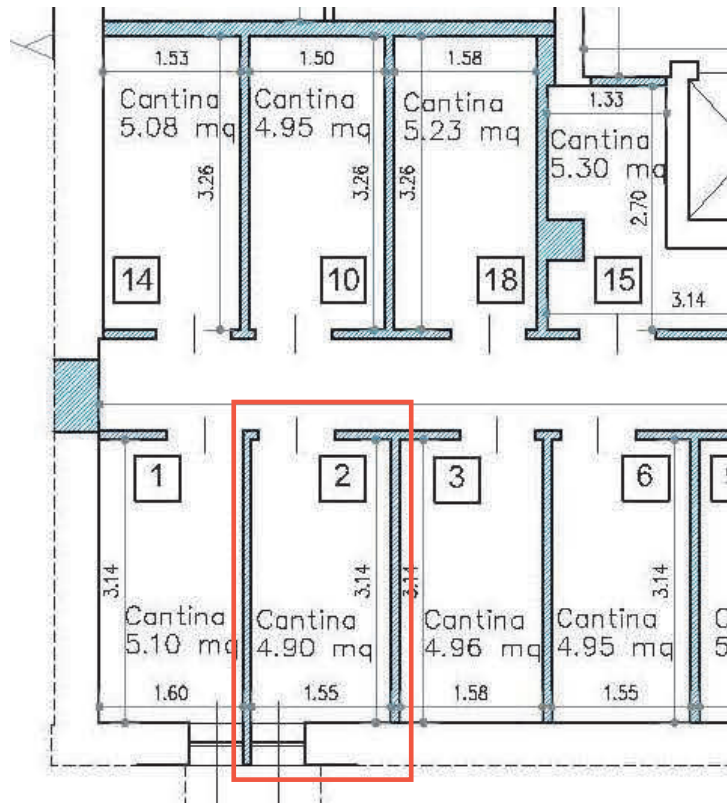 1.53
1.50
1.58
1.33
Cantina
5.08 mq
Cantina
4.95 mq
Cantina
5.23 mq
Cantina
5.30 mq
3.26
3.26
3.26
2.70
14
10
18
15
3.14
1
2
3
6
3.14
3.14
3.14
3.14
Cantina
5.10 mq
Cantina
4.90 mq
Cantina
4.96 mq
Cantina
4.95 mq
1.60
1.55
1.58
1.55